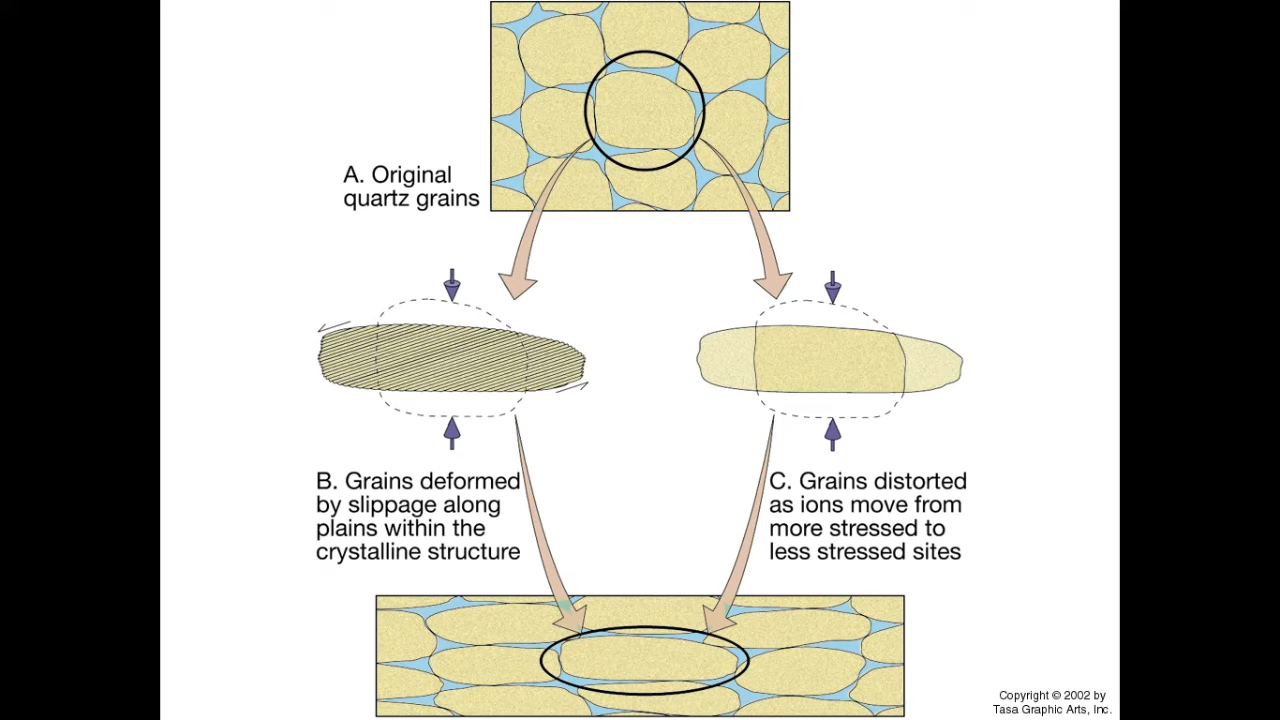 A. Original
quartz grains
B. Grains deformed
by slippage along
plains within the
crystalline structure
C. Grains distorted
as ions move from
more stressed to
less stressed sites
Copyright © 2002 by
Tasa Graphic Arts, Inc.